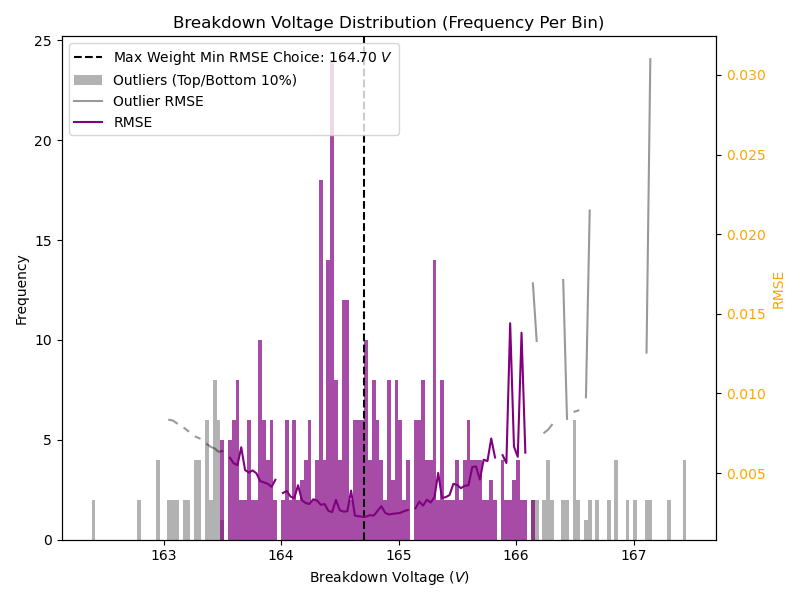 Breakdown Voltage Distribution (Frequency Per Bin)
Max Weight Min RMSE Choice: 164.70 V
Outliers (Top/Bottom 10%)
Outlier RMSE
RMSE
25
20
15
10
5
0
Frequency
0.030
0.025
0.020
0.015
0.010
0.005
RMSE
163 164 165 166 167
Breakdown Voltage (V)